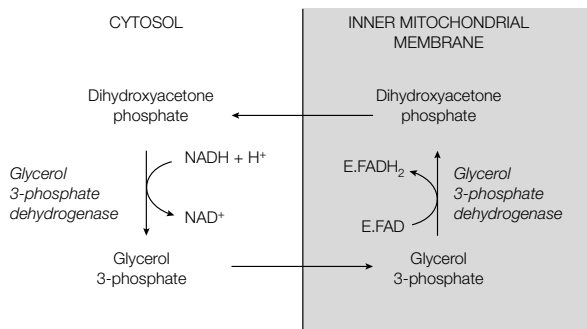 CYTOSOL
INNER MITOCHONDRIAL
MEMBRANE
Dihydroxyacetone
phosphate
Dihydroxyacetone
phosphate
Glycerol
3-phosphate
dehydrogenase
NADH + H⁺
NAD⁺
E.FADH₂
E.FAD
Glycerol
3-phosphate
dehydrogenase
Glycerol
3-phosphate
Glycerol
3-phosphate